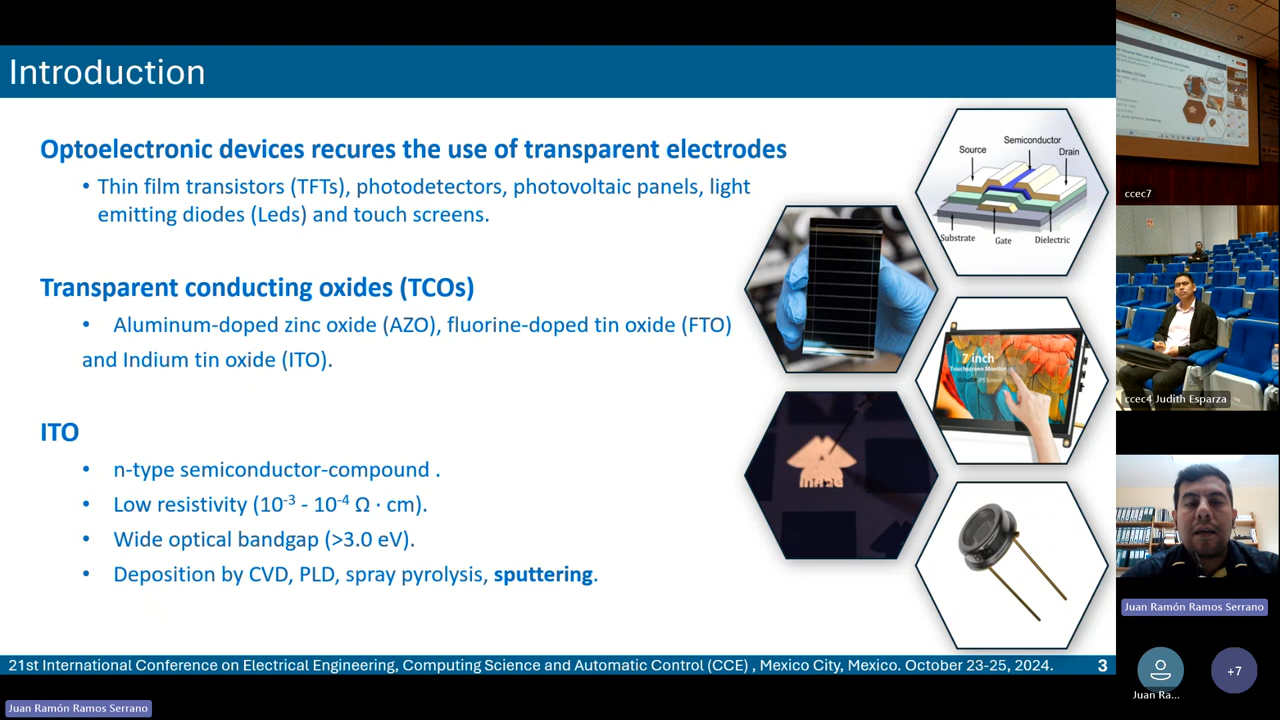 Introduction
Optoelectronic devices recures the use of transparent electrodes
• Thin film transistors (TFTs), photodetectors, photovoltaic panels, light
emitting diodes (Leds) and touch screens.
Transparent conducting oxides (TCOs)
• Aluminum-doped zinc oxide (AZO), fluorine-doped tin oxide (FTO)
and Indium tin oxide (ITO).
ITO
• n-type semiconductor-compound .
• Low resistivity (10⁻³ - 10⁻⁴ Ω · cm).
• Wide optical bandgap (>3.0 eV).
• Deposition by CVD, PLD, spray pyrolysis, sputtering.
Semiconductor
Source
Drain
Substrate
Gate
Dielectric
7 inch
Touchscreen Monitor
21st International Conference on Electrical Engineering, Computing Science and Automatic Control (CCE) , Mexico City, Mexico. October 23-25, 2024.
3
Juan Ramón Ramos Serrano
ccec7
ccec4 Judith Esparza
Juan Ramón Ramos Serrano
Juan Ra...
+7